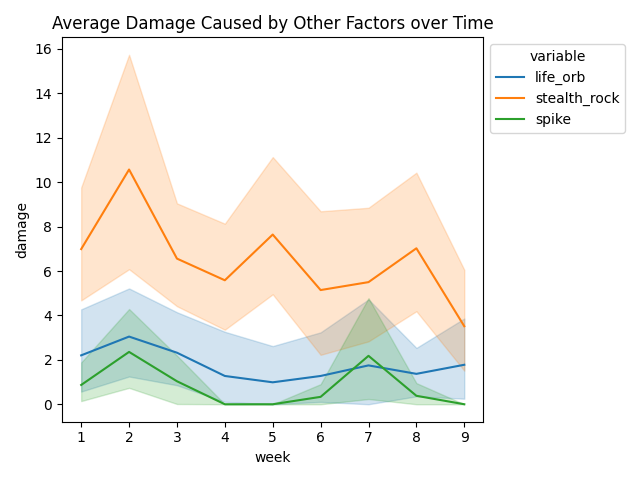 Average Damage Caused by Other Factors over Time
variable
life_orb
stealth_rock
spike
damage
16
14
12
10
8
6
4
2
0
1 2 3 4 5 6 7 8 9
week